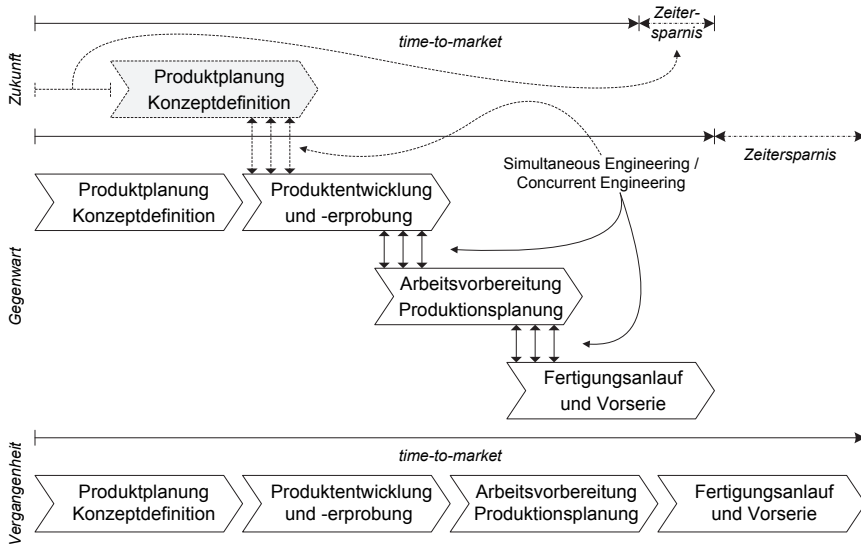 Zeiter-
sparnis
time-to-market
Zukunft
Produktplanung
Konzeptdefinition
Simultaneous Engineering /
Concurrent Engineering
Zeitersparnis
Gegenwart
Produktplanung
Konzeptdefinition
Produktentwicklung
und -erprobung
Arbeitsvorbereitung
Produktionsplanung
Fertigungsanlauf
und Vorserie
Vergangenheit
time-to-market
Produktplanung
Konzeptdefinition
Produktentwicklung
und -erprobung
Arbeitsvorbereitung
Produktionsplanung
Fertigungsanlauf
und Vorserie